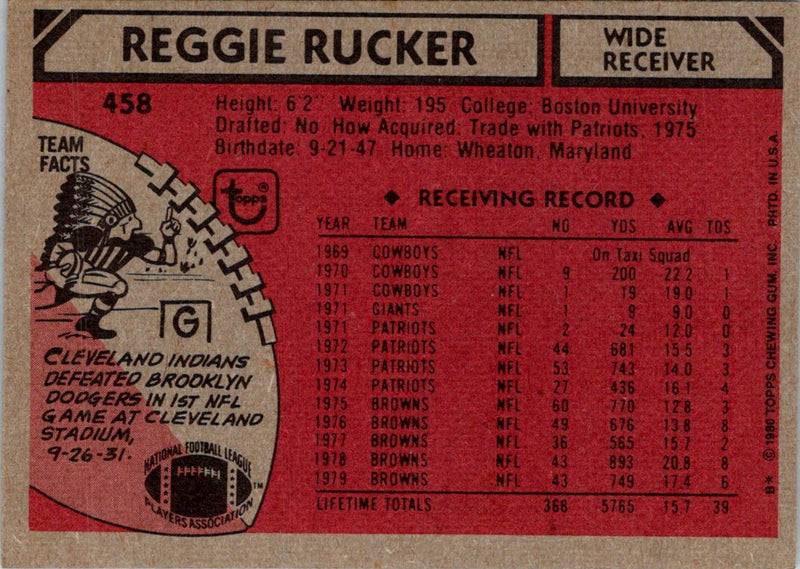 REGGIE RUCKER
WIDE RECEIVER
458
Height: 6'2" Weight: 195 College: Boston University
Drafted: No How Acquired: Trade with Patriots, 1975
Birthdate: 9-21-47 Home: Wheaton, Maryland
TEAM FACTS
topps®
◆ RECEIVING RECORD ◆
YEAR TEAM NO YDS AVG TDS
1969 COWBOYS NFL On Taxi Squad
1970 COWBOYS NFL 9 200 22.2 1
1971 COWBOYS NFL 1 19 19.0 1
1971 GIANTS NFL 1 9 9.0 0
1971 PATRIOTS NFL 2 24 12.0 0
1972 PATRIOTS NFL 44 681 15.5 3
1973 PATRIOTS NFL 53 743 14.0 3
1974 PATRIOTS NFL 27 436 16.1 4
1975 BROWNS NFL 60 770 12.8 3
1976 BROWNS NFL 49 676 13.8 8
1977 BROWNS NFL 36 565 15.7 2
1978 BROWNS NFL 43 893 20.8 8
1979 BROWNS NFL 43 749 17.4 6
LIFETIME TOTALS 368 5765 15.7 39
G
CLEVELAND INDIANS
DEFEATED BROOKLYN
DODGERS IN 1ST NFL
GAME AT CLEVELAND
STADIUM,
9-26-31.
NATIONAL FOOTBALL LEAGUE
PLAYERS ASSOCIATION
™
B* © 1980 TOPPS CHEWING GUM, INC. PRTD. IN U.S.A.